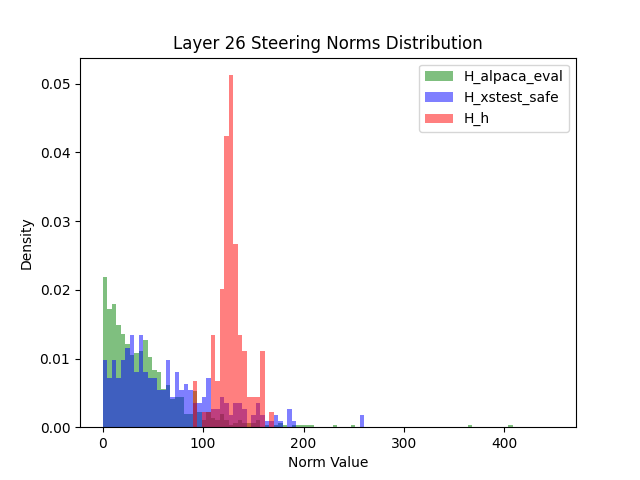 Layer 26 Steering Norms Distribution
H_alpaca_eval
H_xstest_safe
H_h
Density
0.05
0.04
0.03
0.02
0.01
0.00
0
100
200
300
400
Norm Value